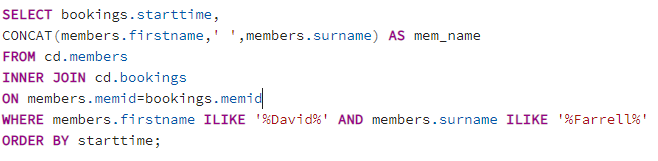 SELECT bookings.starttime,
CONCAT(members.firstname,' ',members.surname) AS mem_name
FROM cd.members
INNER JOIN cd.bookings
ON members.memid=bookings.memid
WHERE members.firstname ILIKE '%David%' AND members.surname ILIKE '%Farrell%'
ORDER BY starttime;